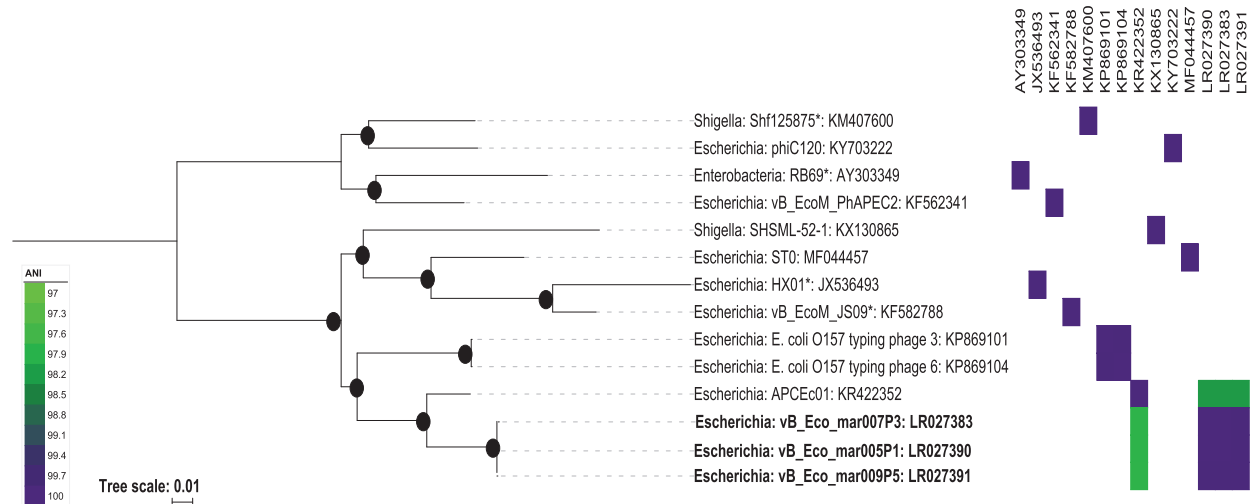 AY303349
JX536493
KF562341
KF582788
KM407600
KP869101
KP869104
KR422352
KX130865
KY703222
MF044457
LR027390
LR027383
LR027391
Shigella: Shf125875*: KM407600
Escherichia: phiC120: KY703222
Enterobacteria: RB69*: AY303349
Escherichia: vB_EcoM_PhAPEC2: KF562341
Shigella: SHSML-52-1: KX130865
Escherichia: ST0: MF044457
Escherichia: HX01*: JX536493
Escherichia: vB_EcoM_JS09*: KF582788
Escherichia: E. coli O157 typing phage 3: KP869101
Escherichia: E. coli O157 typing phage 6: KP869104
Escherichia: APCEc01: KR422352
Escherichia: vB_Eco_mar007P3: LR027383
Escherichia: vB_Eco_mar005P1: LR027390
Escherichia: vB_Eco_mar009P5: LR027391
ANI
97
97.3
97.6
97.9
98.2
98.5
98.8
99.1
99.4
99.7
100
Tree scale: 0.01